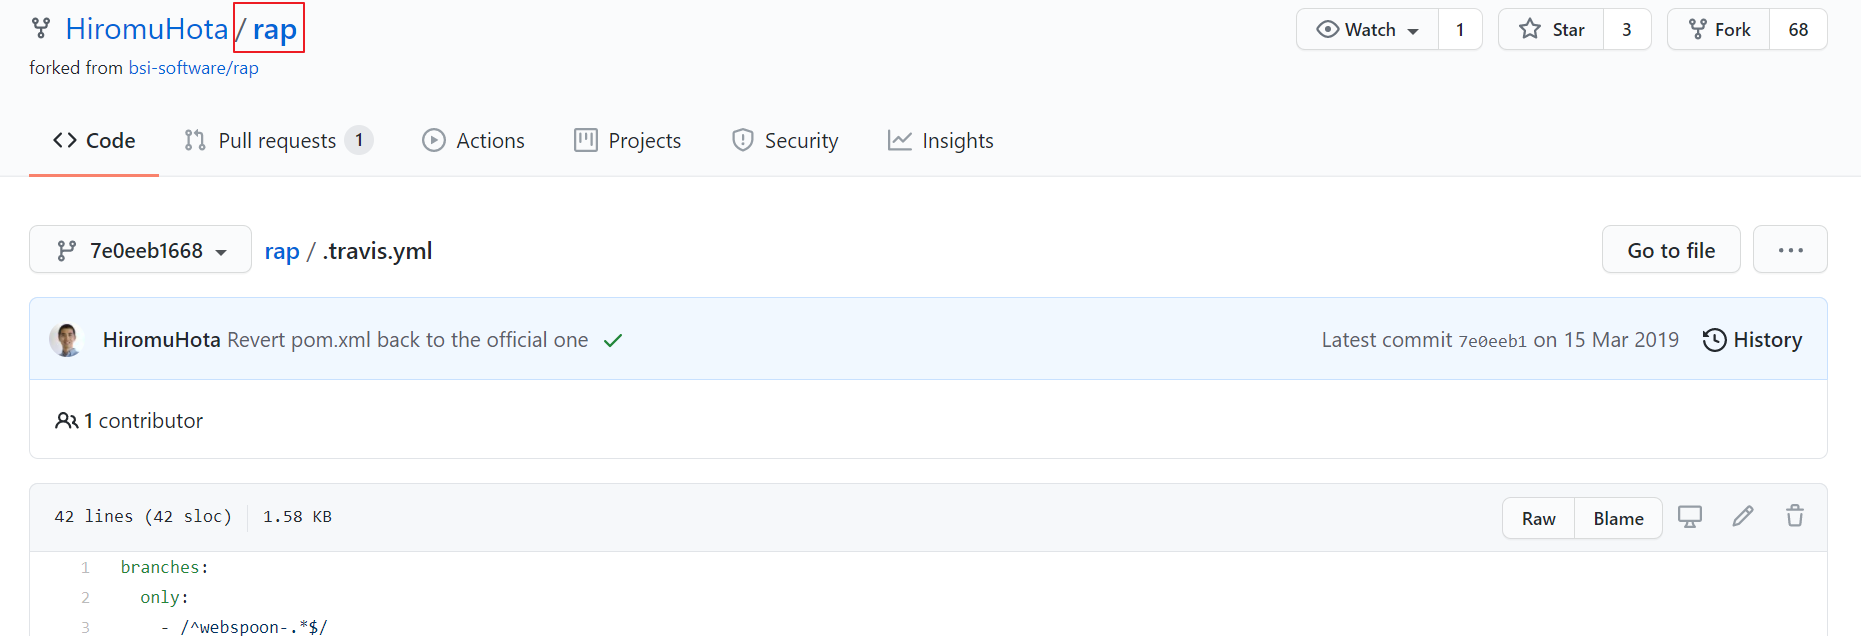 HiromuHota / rap
Watch 1 Star 3 Fork 68
forked from bsi-software/rap
Code Pull requests 1 Actions Projects Security Insights
7e0eeb1668 rap / .travis.yml Go to file ...
HiromuHota Revert pom.xml back to the official one Latest commit 7e0eeb1 on 15 Mar 2019 History
1 contributor
42 lines (42 sloc) 1.58 KB Raw Blame
1 branches:
2 only:
3 - /^webspoon-.*$/